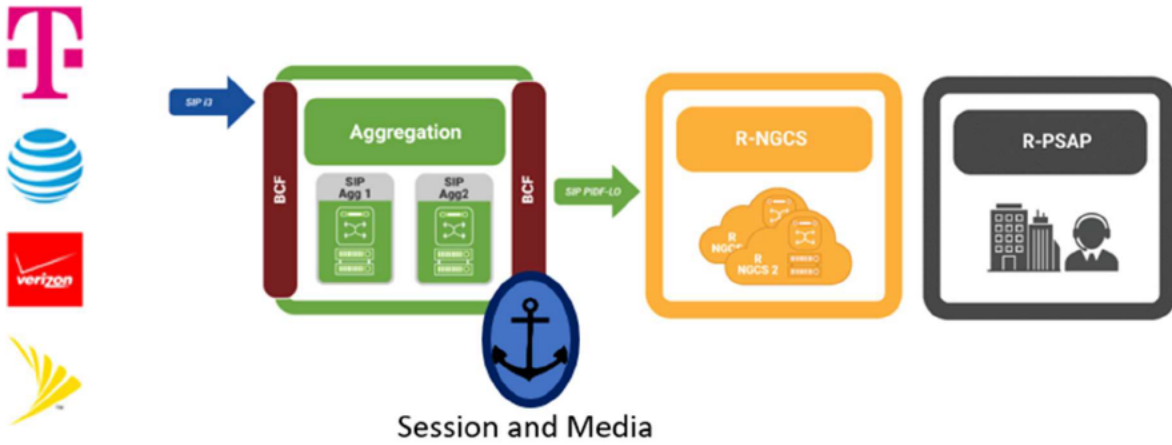 T
verizon
TM
SIP i3
BCF
Aggregation
SIP
Agg 1
SIP
Agg2
BCF
SIP PIDF-LO
R-NGCS
R
NGCS
R
NGCS 2
R-PSAP
Session and Media